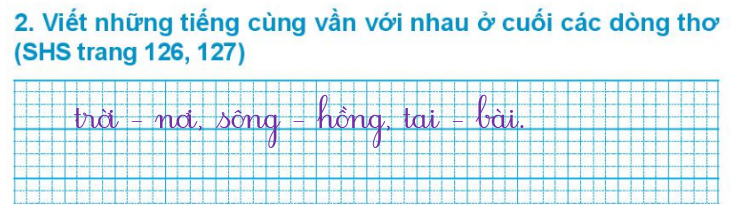 2. Viết những tiếng cùng vần với nhau ở cuối các dòng thơ
(SHS trang 126, 127)
trời - nơi, sông - hồng, tai - bài.